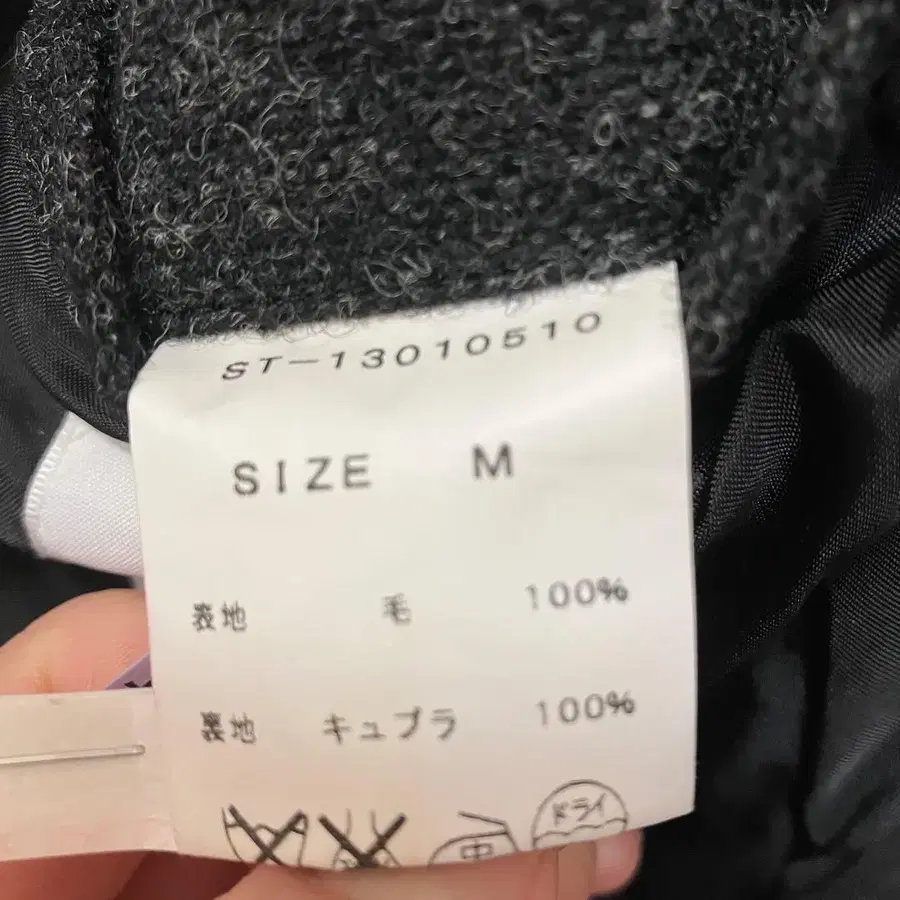 ST-13010510
SIZE M
表地 毛 100%
裏地 キュプラ 100%
中 ドライ